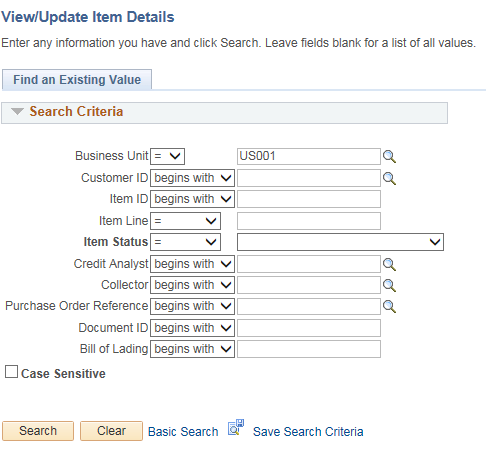 View/Update Item Details
Enter any information you have and click Search. Leave fields blank for a list of all values.
Find an Existing Value
Search Criteria
Business Unit = US001
Customer ID begins with
Item ID begins with
Item Line =
Item Status =
Credit Analyst begins with
Collector begins with
Purchase Order Reference begins with
Document ID begins with
Bill of Lading begins with
Case Sensitive
Search Clear Basic Search Save Search Criteria